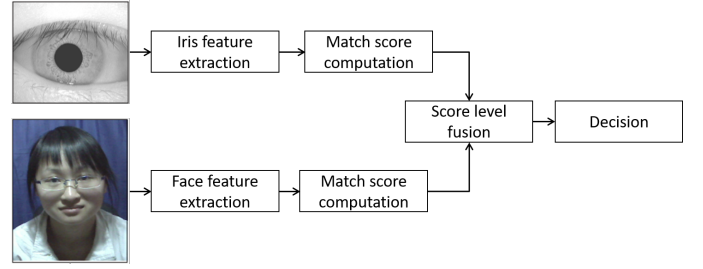 Iris feature
extraction
Match score
computation
Score level
fusion
Decision
Face feature
extraction
Match score
computation